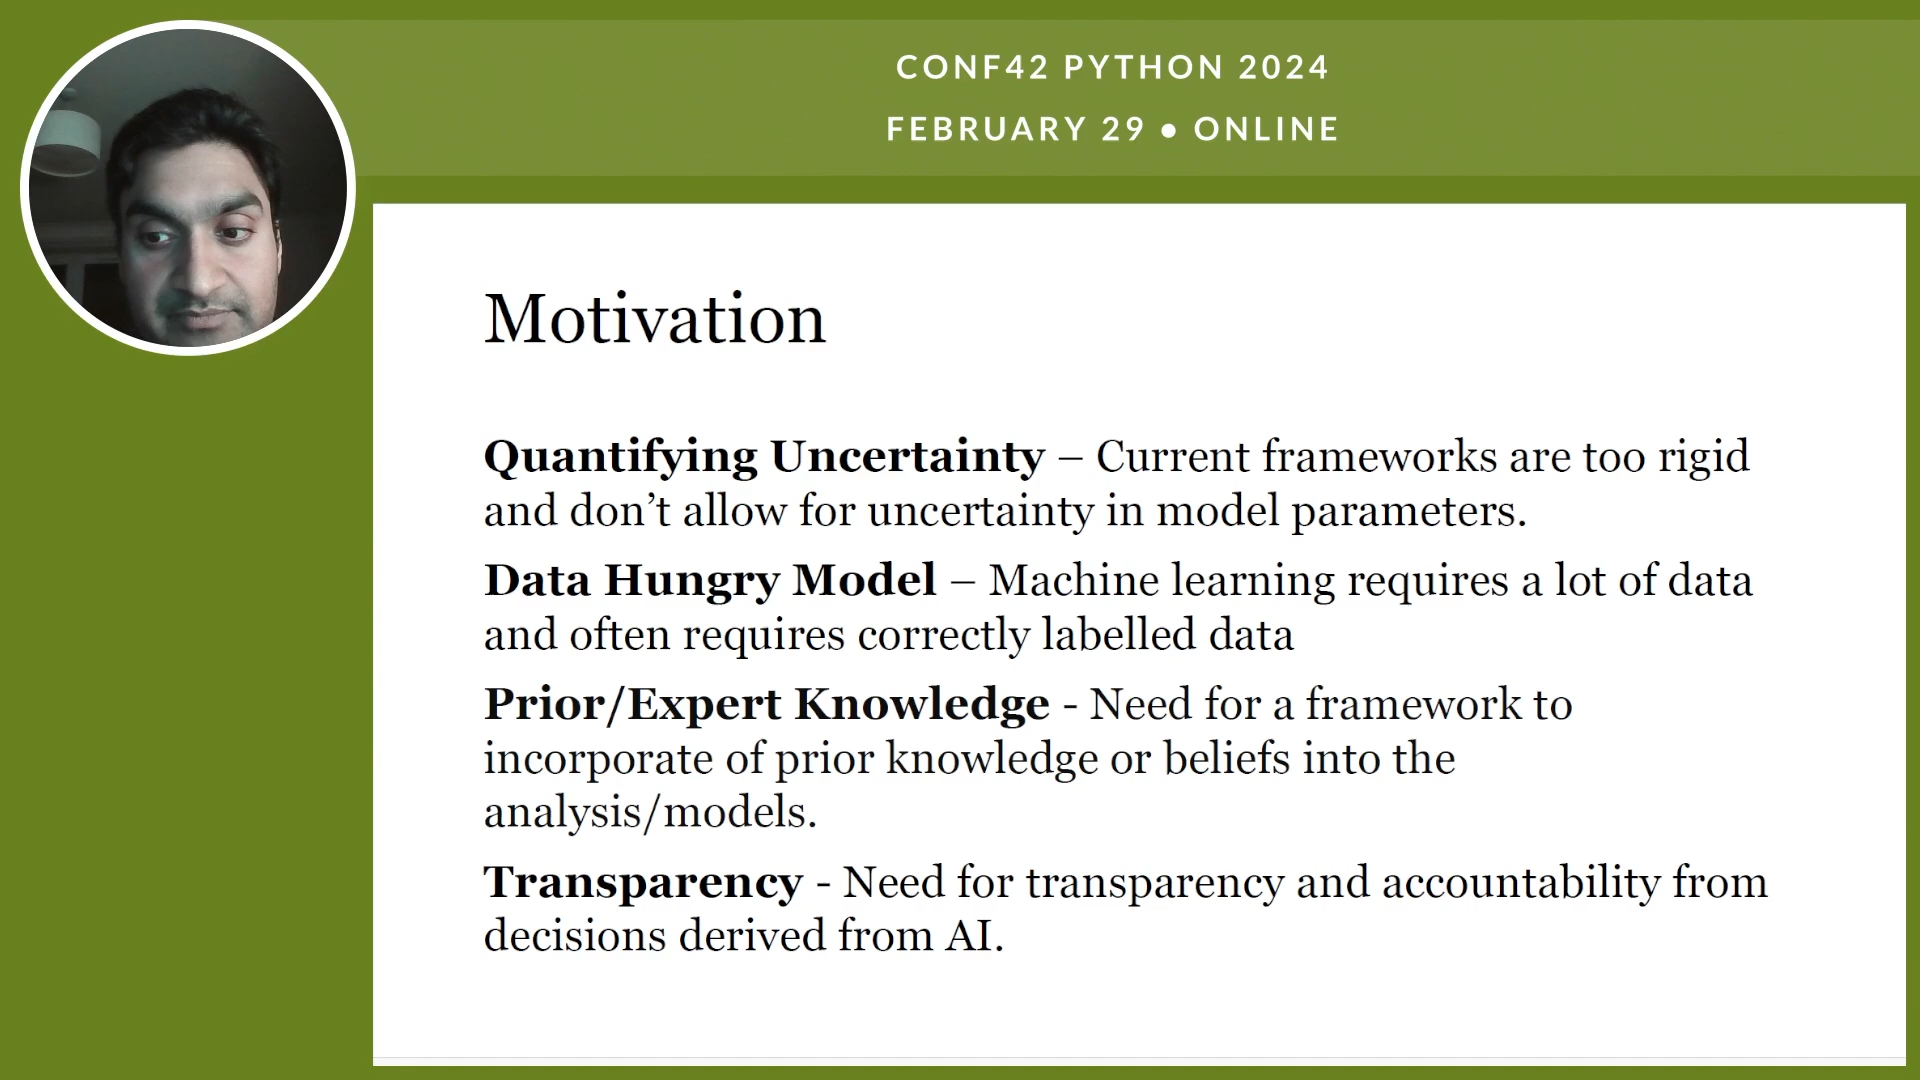 CONF42 PYTHON 2024
FEBRUARY 29 ● ONLINE
Motivation
Quantifying Uncertainty – Current frameworks are too rigid
and don’t allow for uncertainty in model parameters.
Data Hungry Model – Machine learning requires a lot of data
and often requires correctly labelled data
Prior/Expert Knowledge - Need for a framework to
incorporate of prior knowledge or beliefs into the
analysis/models.
Transparency - Need for transparency and accountability from
decisions derived from AI.